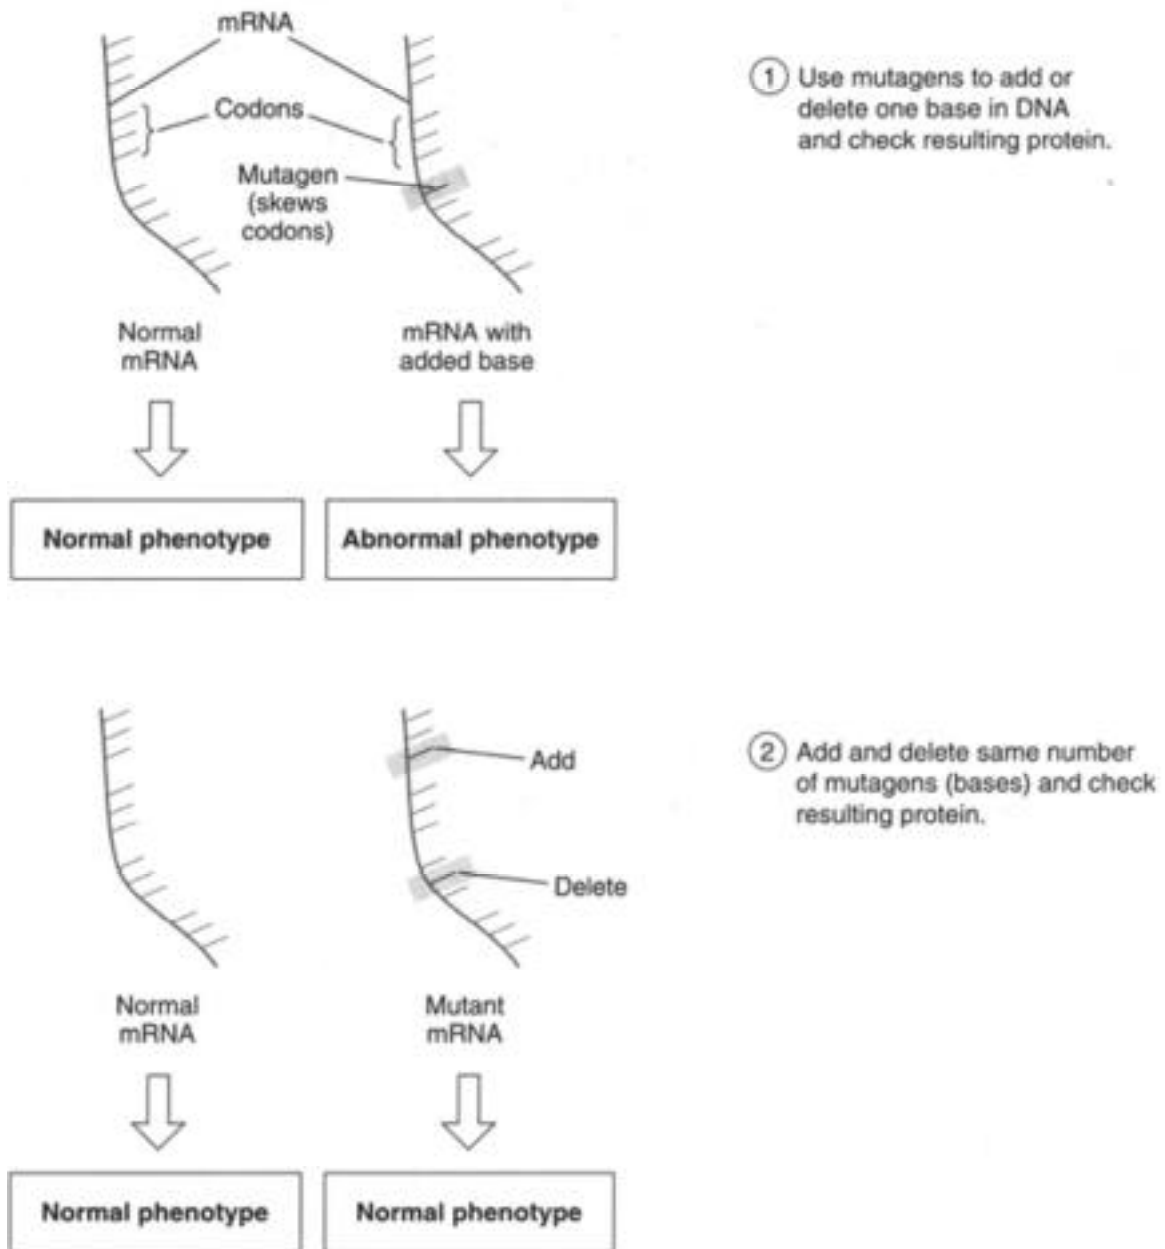 mRNA
Codons
Mutagen
(skews
codons)
Normal
mRNA
mRNA with
added base
Normal phenotype
Abnormal phenotype
1 Use mutagens to add or
delete one base in DNA
and check resulting protein.
Add
Delete
Normal
mRNA
Mutant
mRNA
Normal phenotype
Normal phenotype
2 Add and delete same number
of mutagens (bases) and check
resulting protein.